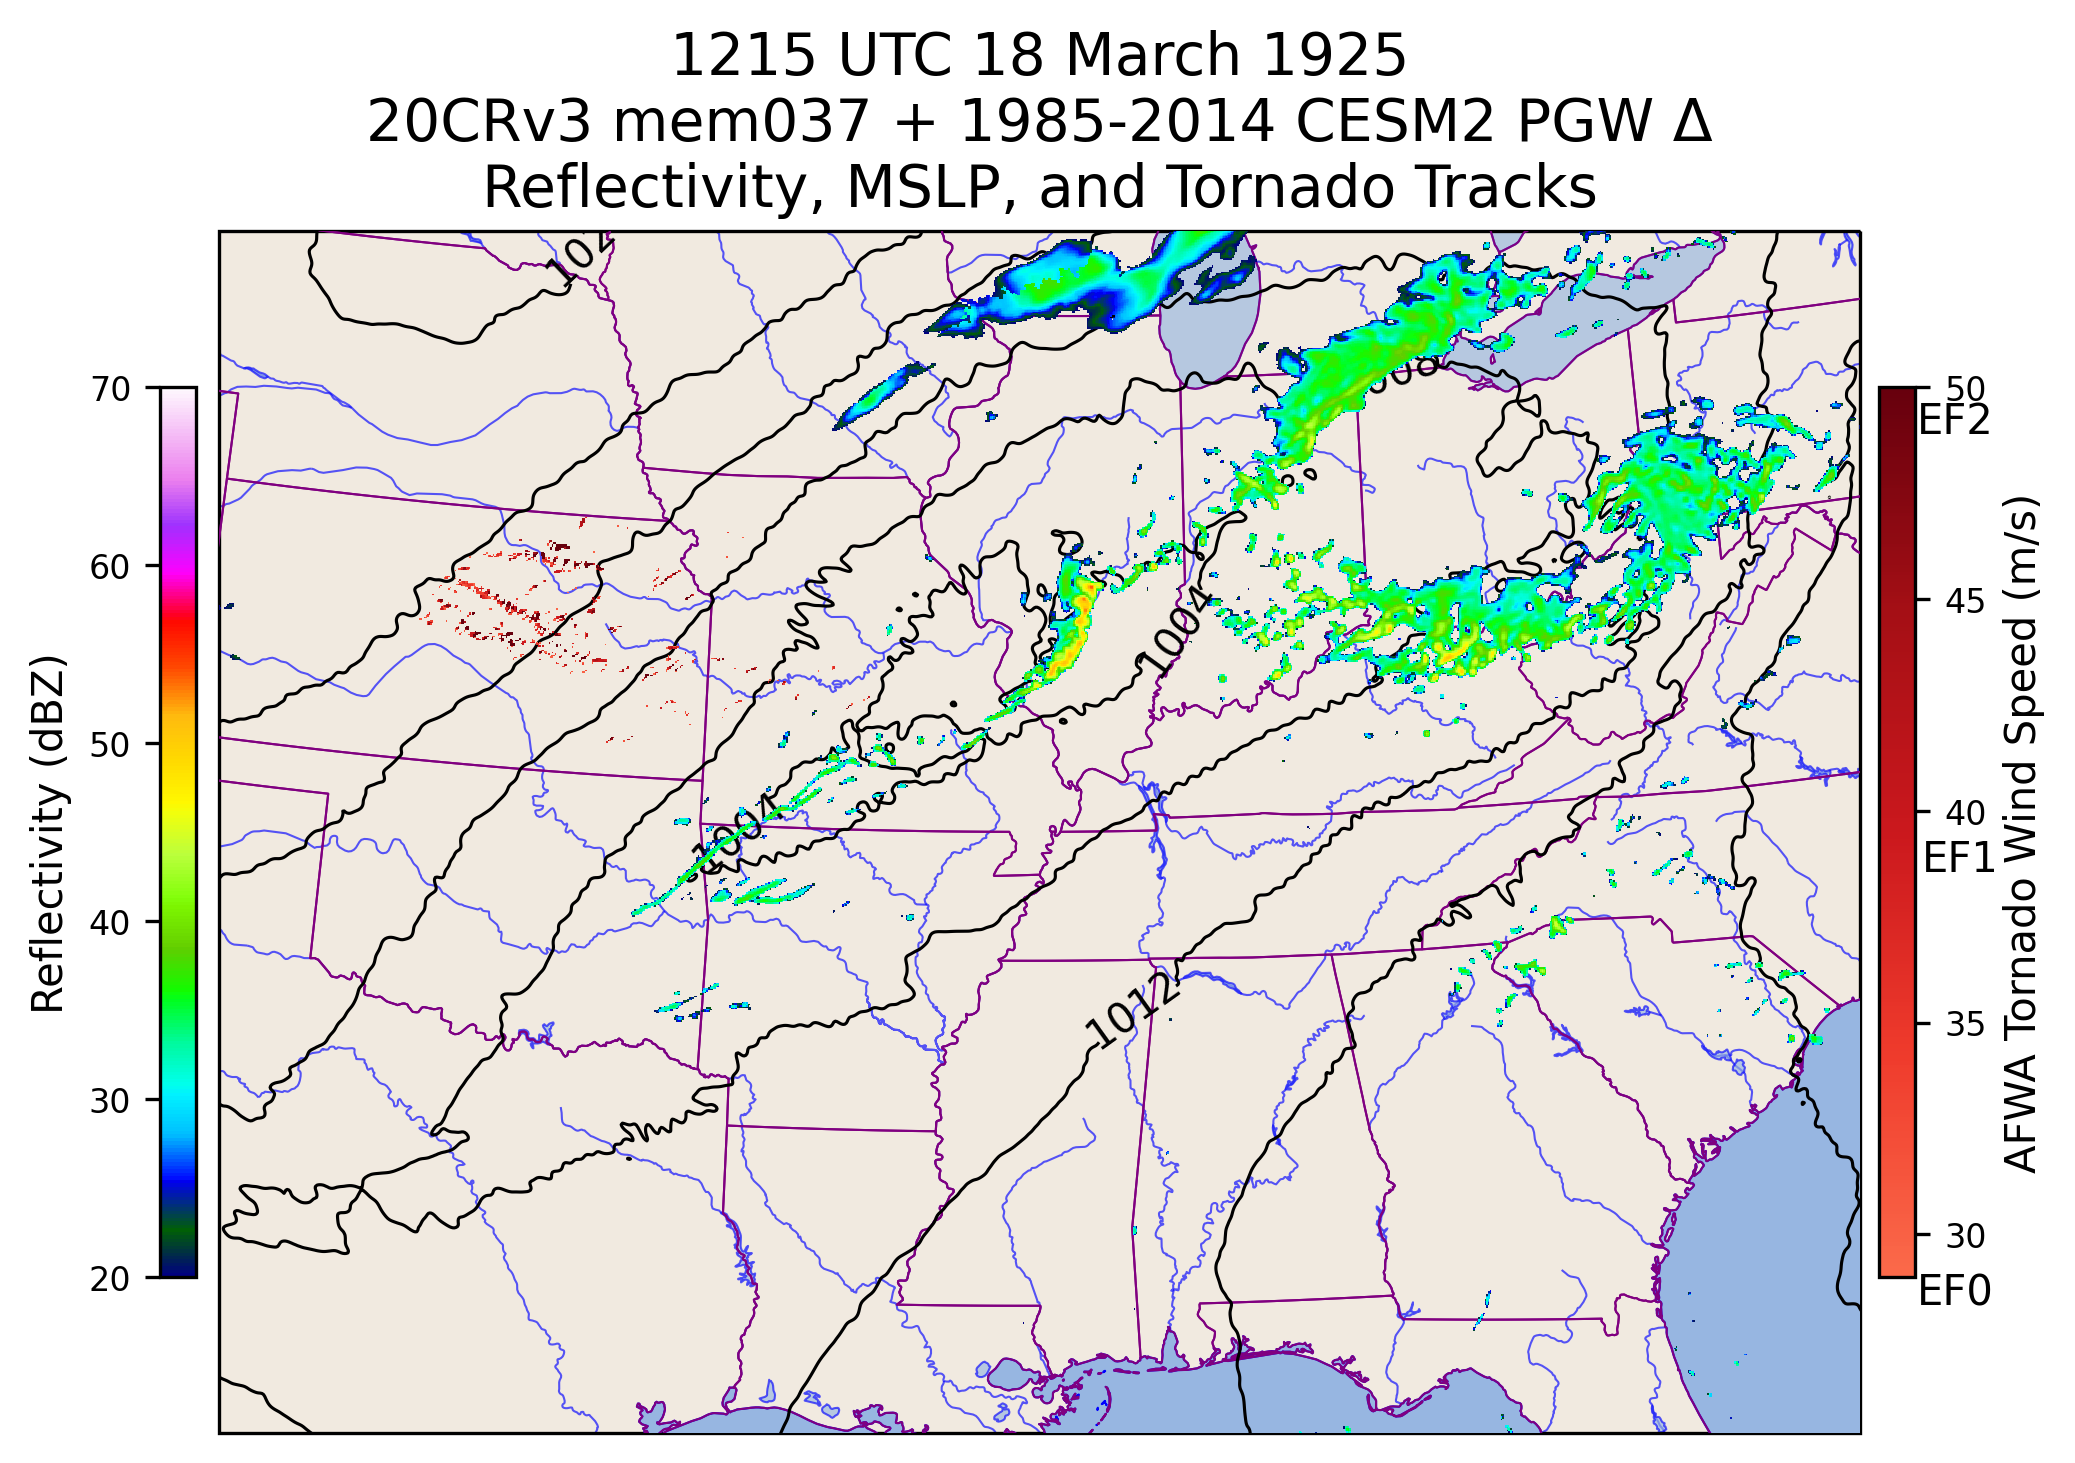 1215 UTC 18 March 1925
20CRv3 mem037 + 1985-2014 CESM2 PGW Δ
Reflectivity, MSLP, and Tornado Tracks
Reflectivity (dBZ)
70
60
50
40
30
20
1004
1004
1012
50
EF2
45
40
EF1
35
30
EF0
AFWA Tornado Wind Speed (m/s)